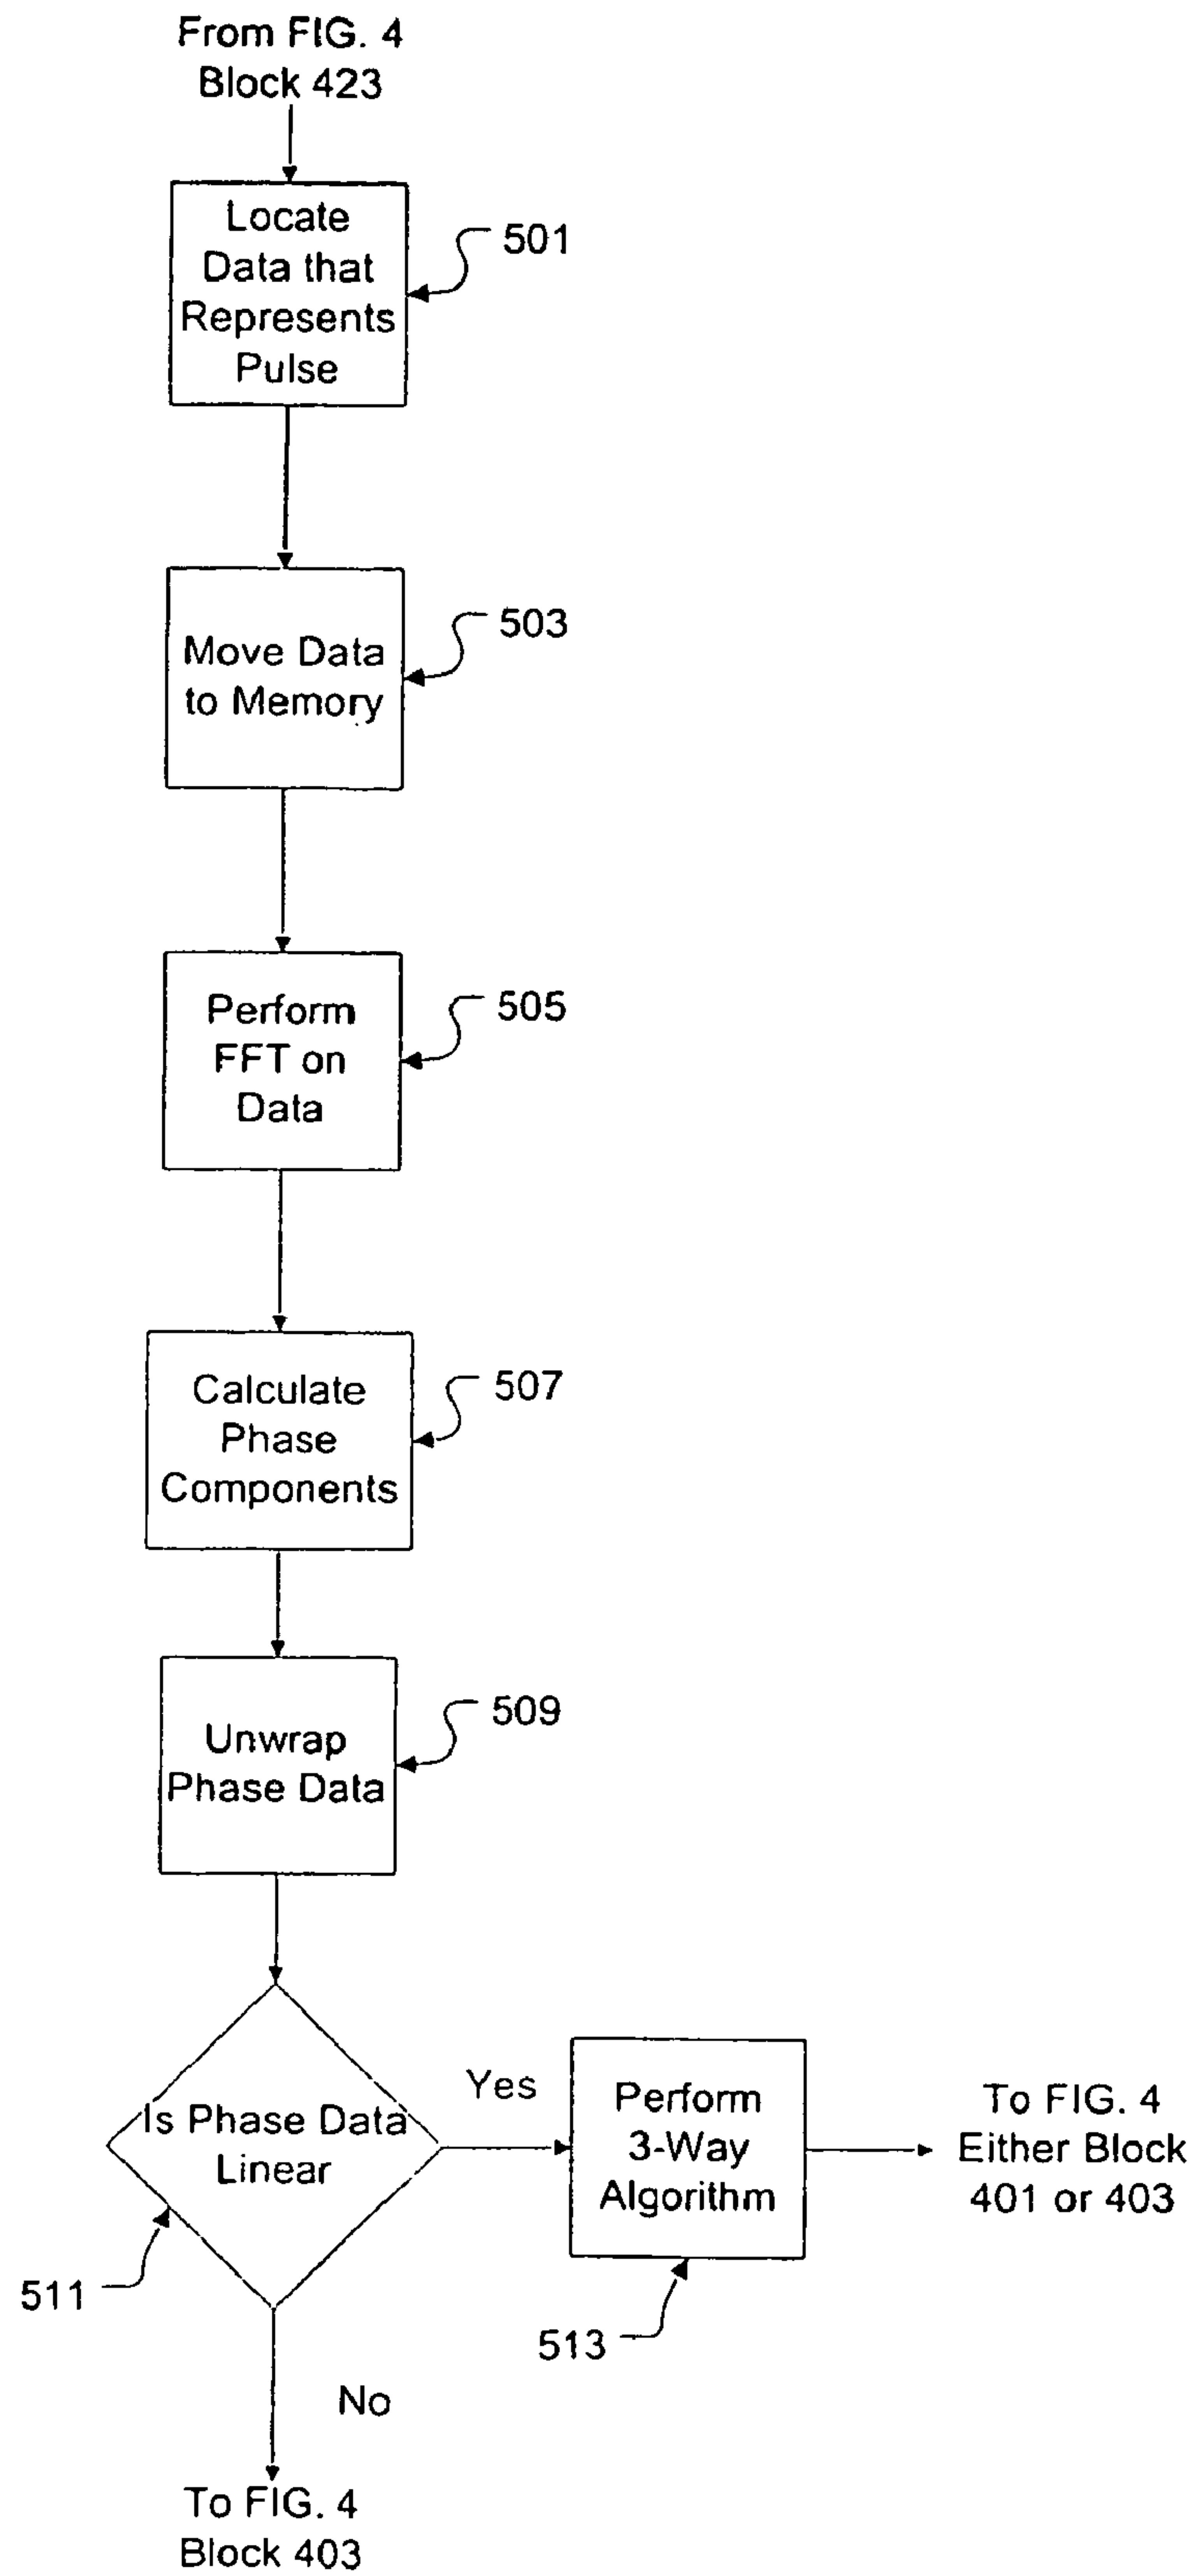 From FIG. 4
Block 423
Locate
Data that
Represents
Pulse
501
Move Data
to Memory
503
Perform
FFT on
Data
505
Calculate
Phase
Components
507
Unwrap
Phase Data
509
Is Phase Data
Linear
511
Yes
Perform
3-Way
Algorithm
513
To FIG. 4
Either Block
401 or 403
No
To FIG. 4
Block 403